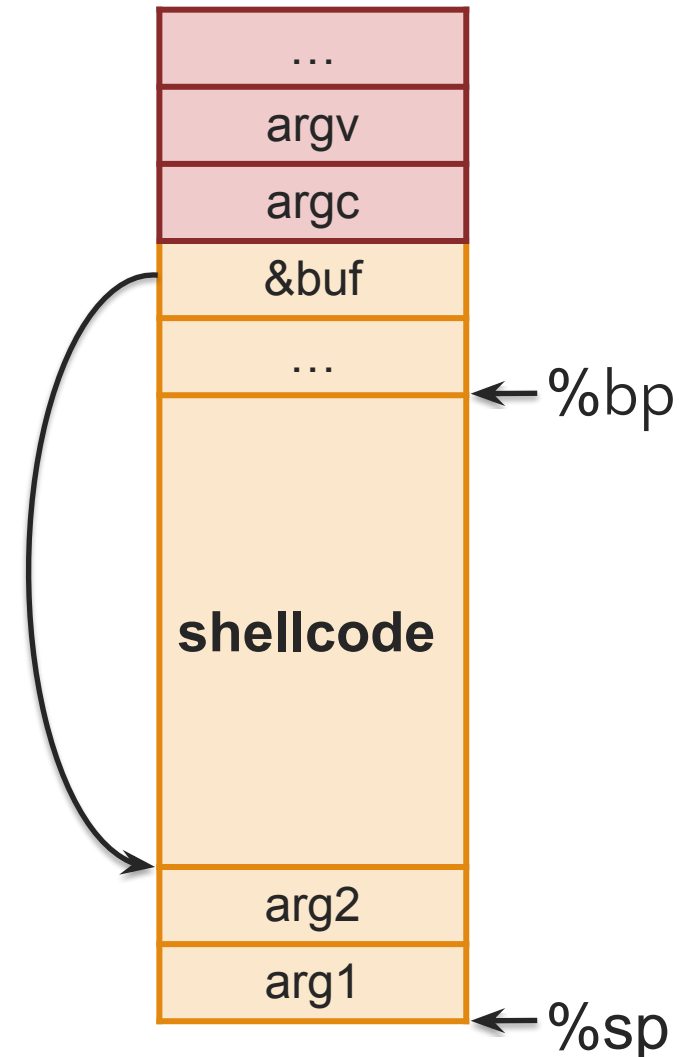 …
argv
argc
&buf
…
%bp
shellcode
arg2
arg1
%sp